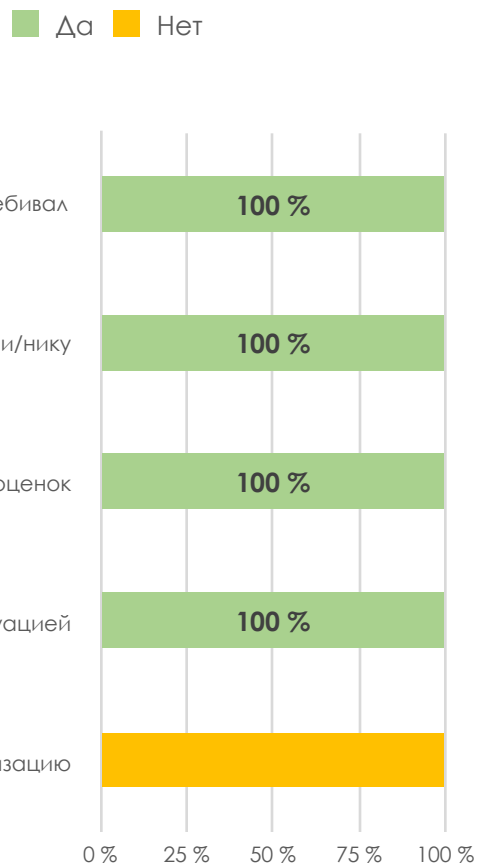 Да Нет
ебивал
100 %
и/нику
100 %
оценок
100 %
уацией
100 %
зацию
0 % 25 % 50 % 75 % 100 %